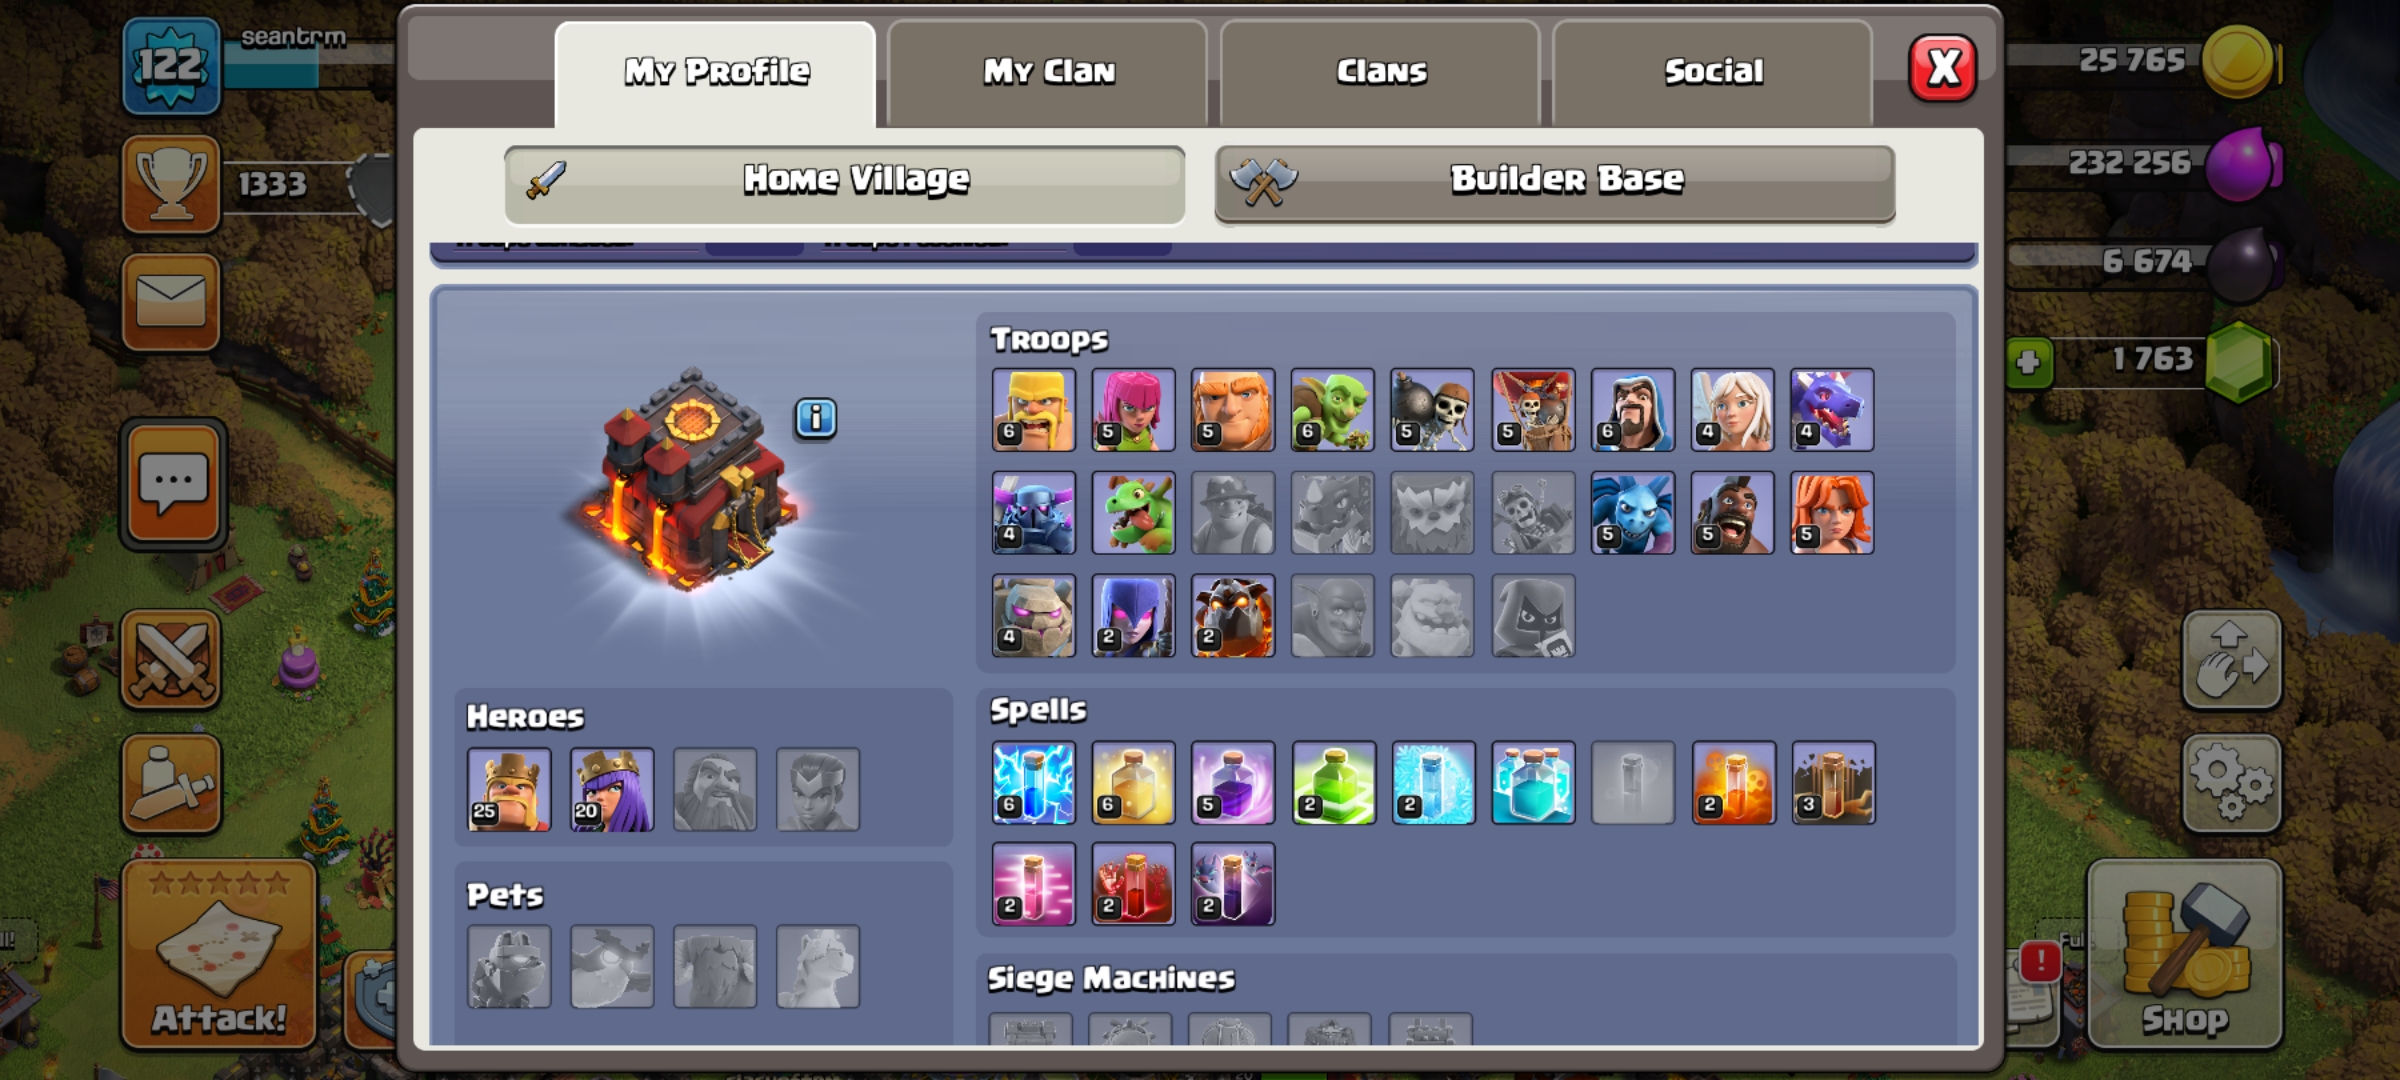 122
seantrm
1333
My Profile
My Clan
Clans
Social
X
25 765
232 256
6 674
1 763
Home Village
Builder Base
i
Troops
6 5 5 6 5 5 6 4 4
4 5 5 5
4 2 2
Heroes
25 20
Spells
6 6 5 2 2 2 3
2 2 2
Pets
Siege Machines
Attack!
!
Shop